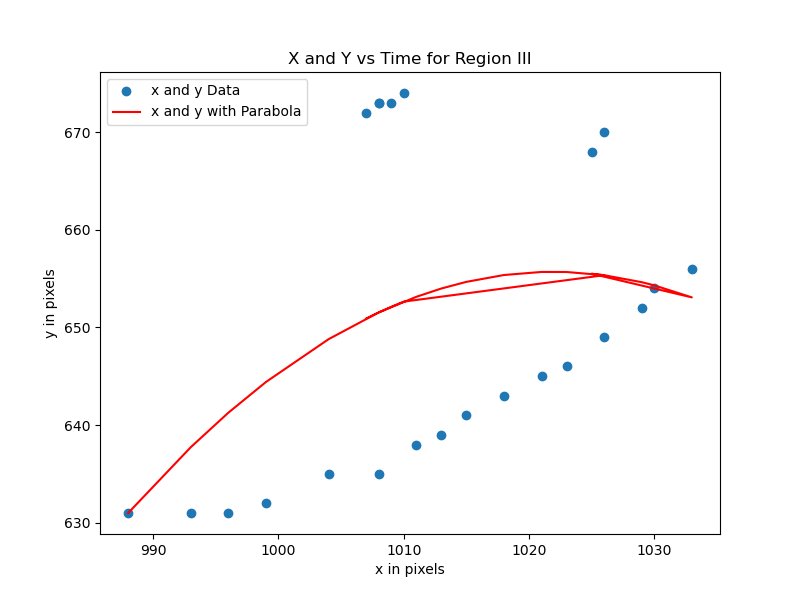 X and Y vs Time for Region III
x and y Data
x and y with Parabola
670
660
650
640
630
y in pixels
990
1000
1010
1020
1030
x in pixels